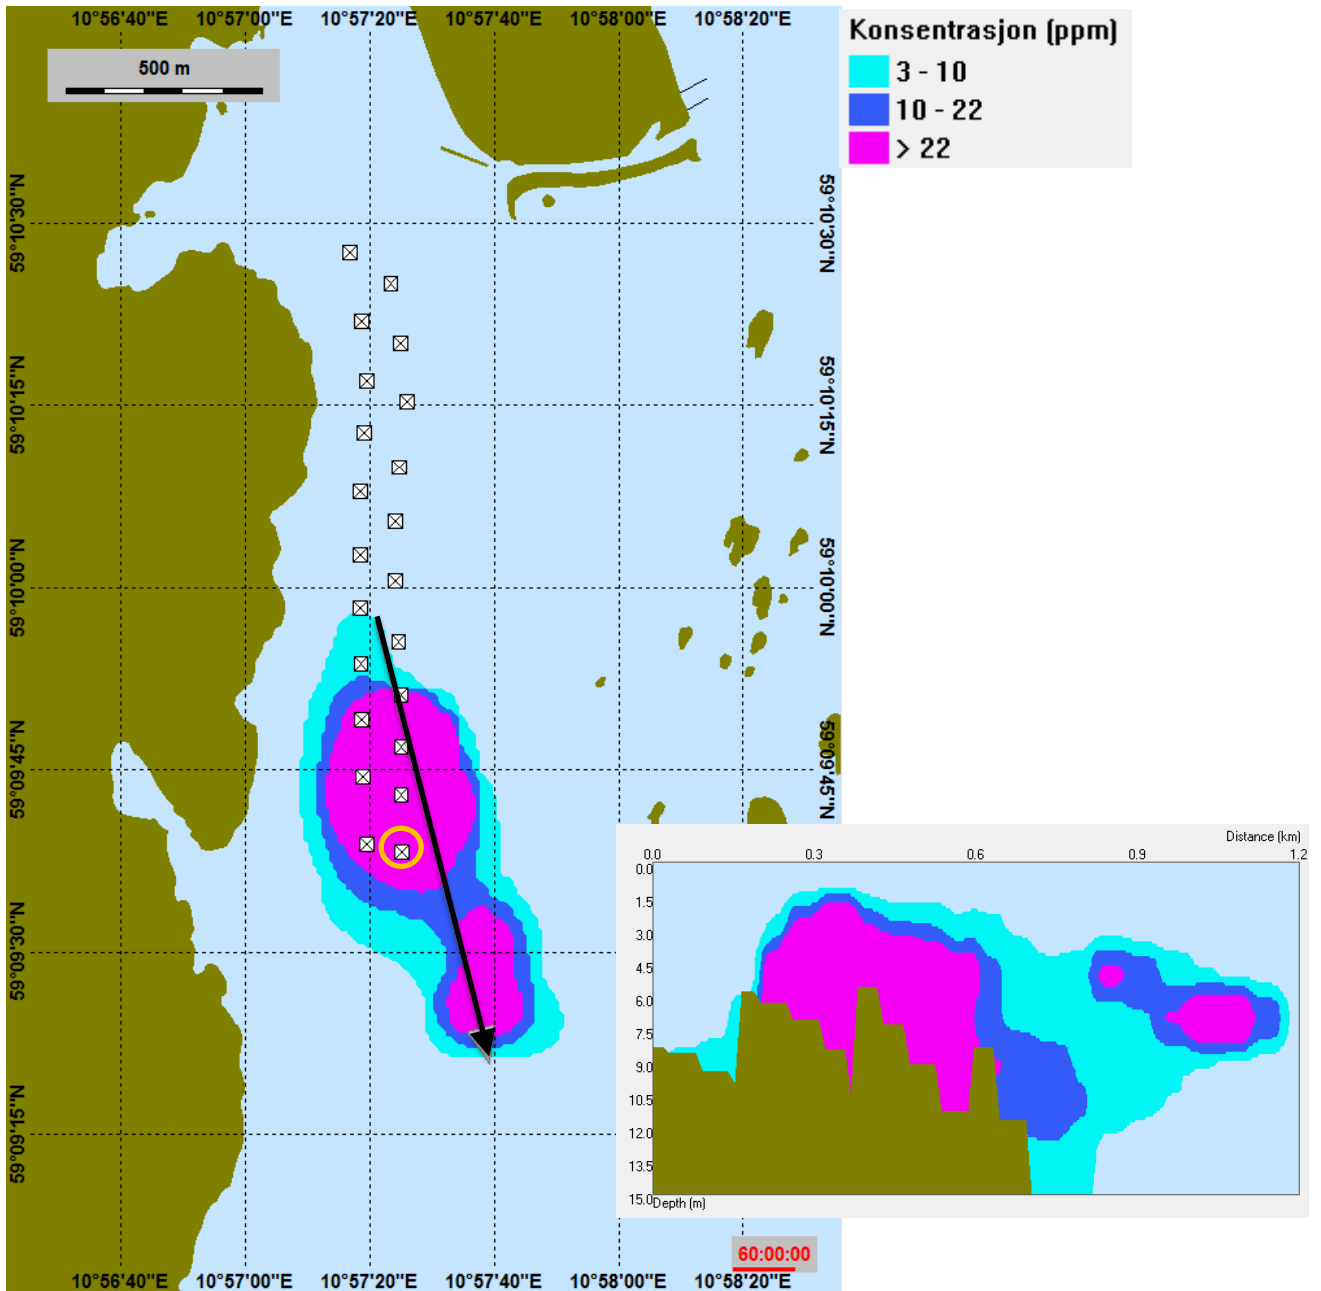 10°56'40"E 10°57'00"E 10°57'20"E 10°57'40"E 10°58'00"E 10°58'20"E
500 m
Konsentrasjon (ppm)
3 - 10
10 - 22
> 22
59°10'30"N
59°10'15"N
59°10'00"N
59°09'45"N
59°09'30"N
59°09'15"N
59°10'30"N
59°10'15"N
59°10'00"N
59°09'45"N
Distance (km)
0.0 0.3 0.6 0.9 1.2
0.0
1.5
3.0
4.5
6.0
7.5
9.0
10.5
12.0
13.5
15.0
Depth (m)
60:00:00
10°56'40"E 10°57'00"E 10°57'20"E 10°57'40"E 10°58'00"E 10°58'20"E